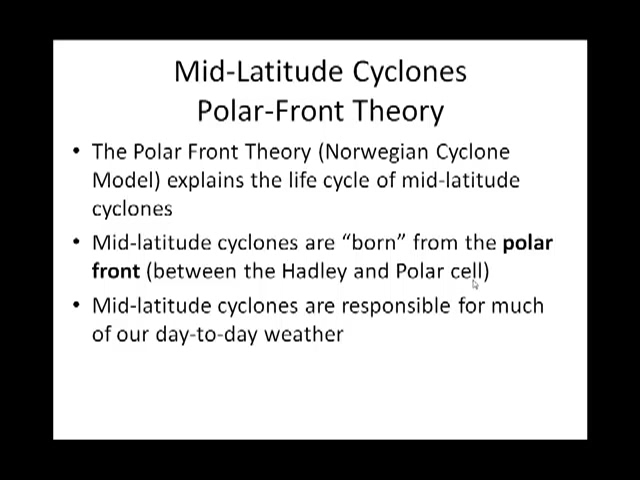 Mid-Latitude Cyclones
Polar-Front Theory
• The Polar Front Theory (Norwegian Cyclone
Model) explains the life cycle of mid-latitude
cyclones
• Mid-latitude cyclones are “born” from the polar
front (between the Hadley and Polar cell)
• Mid-latitude cyclones are responsible for much
of our day-to-day weather